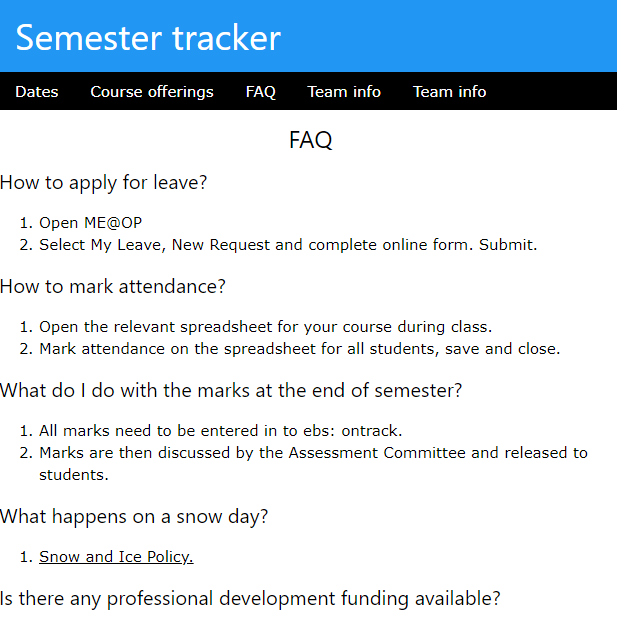 Semester tracker
Dates Course offerings FAQ Team info Team info
FAQ
How to apply for leave?
1. Open ME@OP
2. Select My Leave, New Request and complete online form. Submit.
How to mark attendance?
1. Open the relevant spreadsheet for your course during class.
2. Mark attendance on the spreadsheet for all students, save and close.
What do I do with the marks at the end of semester?
1. All marks need to be entered in to ebs: ontrack.
2. Marks are then discussed by the Assessment Committee and released to
students.
What happens on a snow day?
1. Snow and Ice Policy.
Is there any professional development funding available?